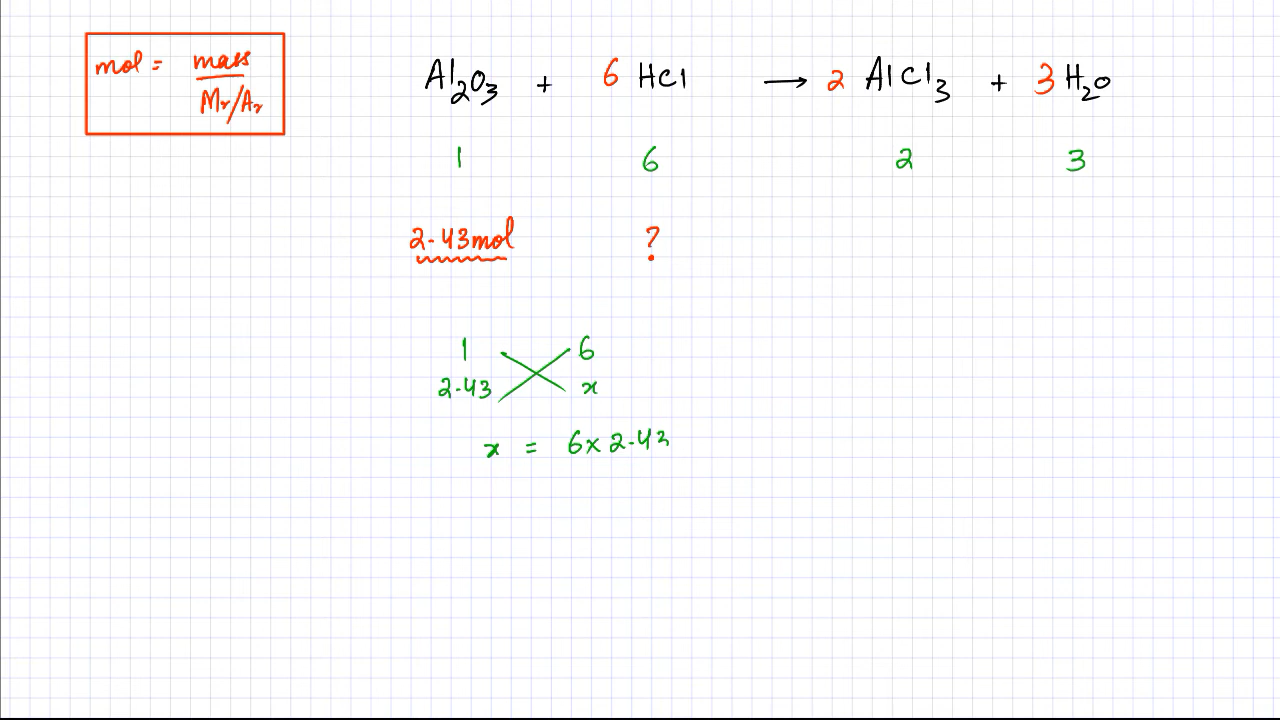 mol = mass / Mr/Ar
Al₂O₃ + 6 HCl → 2 AlCl₃ + 3 H₂O
1 6 2 3
2.43mol ?
1 6
2.43 x
x = 6x 2.43